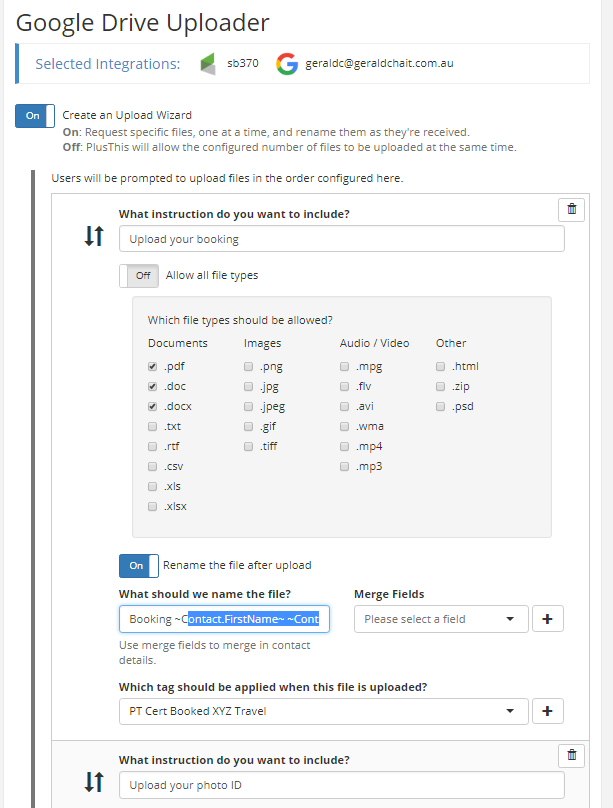 Google Drive Uploader
Selected Integrations: sb370 geraldc@geraldchait.com.au
On Create an Upload Wizard
On: Request specific files, one at a time, and rename them as they're received.
Off: PlusThis will allow the configured number of files to be uploaded at the same time.
Users will be prompted to upload files in the order configured here.
What instruction do you want to include?
Upload your booking
Off Allow all file types
Which file types should be allowed?
Documents Images Audio / Video Other
.pdf .png .mpg .html
.doc .jpg .flv .zip
.docx .jpeg .avi .psd
.txt .gif .wma
.rtf .tiff .mp4
.csv .mp3
.xls
.xlsx
On Rename the file after upload
What should we name the file? Merge Fields
Booking ~Contact.FirstName~ ~Cont Please select a field
Use merge fields to merge in contact
details.
Which tag should be applied when this file is uploaded?
PT Cert Booked XYZ Travel
What instruction do you want to include?
Upload your photo ID